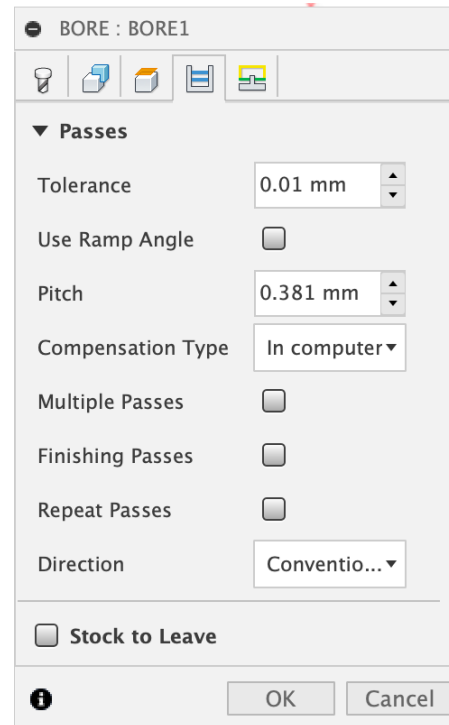 BORE : BORE1
Passes
Tolerance 0.01 mm
Use Ramp Angle
Pitch 0.381 mm
Compensation Type In computer
Multiple Passes
Finishing Passes
Repeat Passes
Direction Conventio...
Stock to Leave
OK Cancel